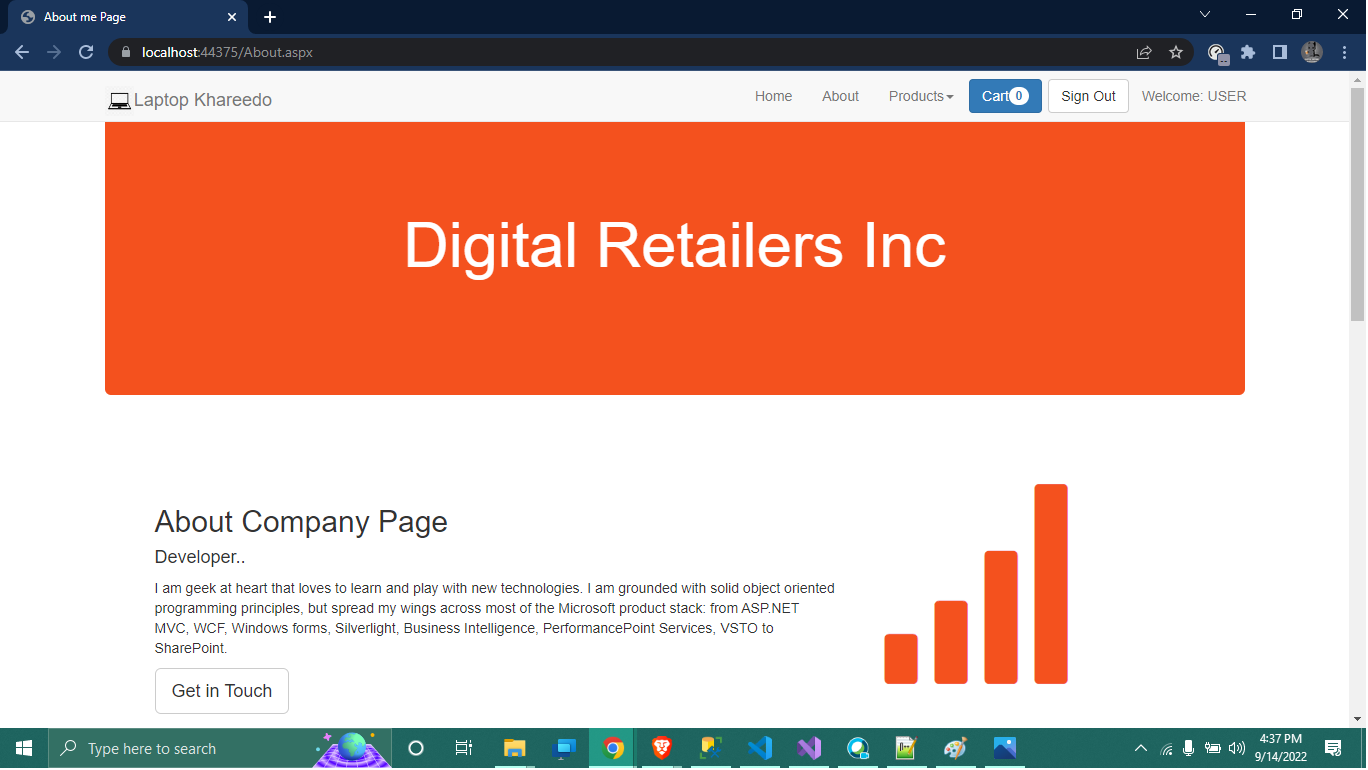 About me Page
localhost:44375/About.aspx
Laptop Khareedo
Home
About
Products
Cart 0
Sign Out
Welcome: USER
Digital Retailers Inc
About Company Page
Developer..
I am geek at heart that loves to learn and play with new technologies. I am grounded with solid object oriented
programming principles, but spread my wings across most of the Microsoft product stack: from ASP.NET
MVC, WCF, Windows forms, Silverlight, Business Intelligence, PerformancePoint Services, VSTO to
SharePoint.
Get in Touch
Type here to search
4:37 PM
9/14/2022